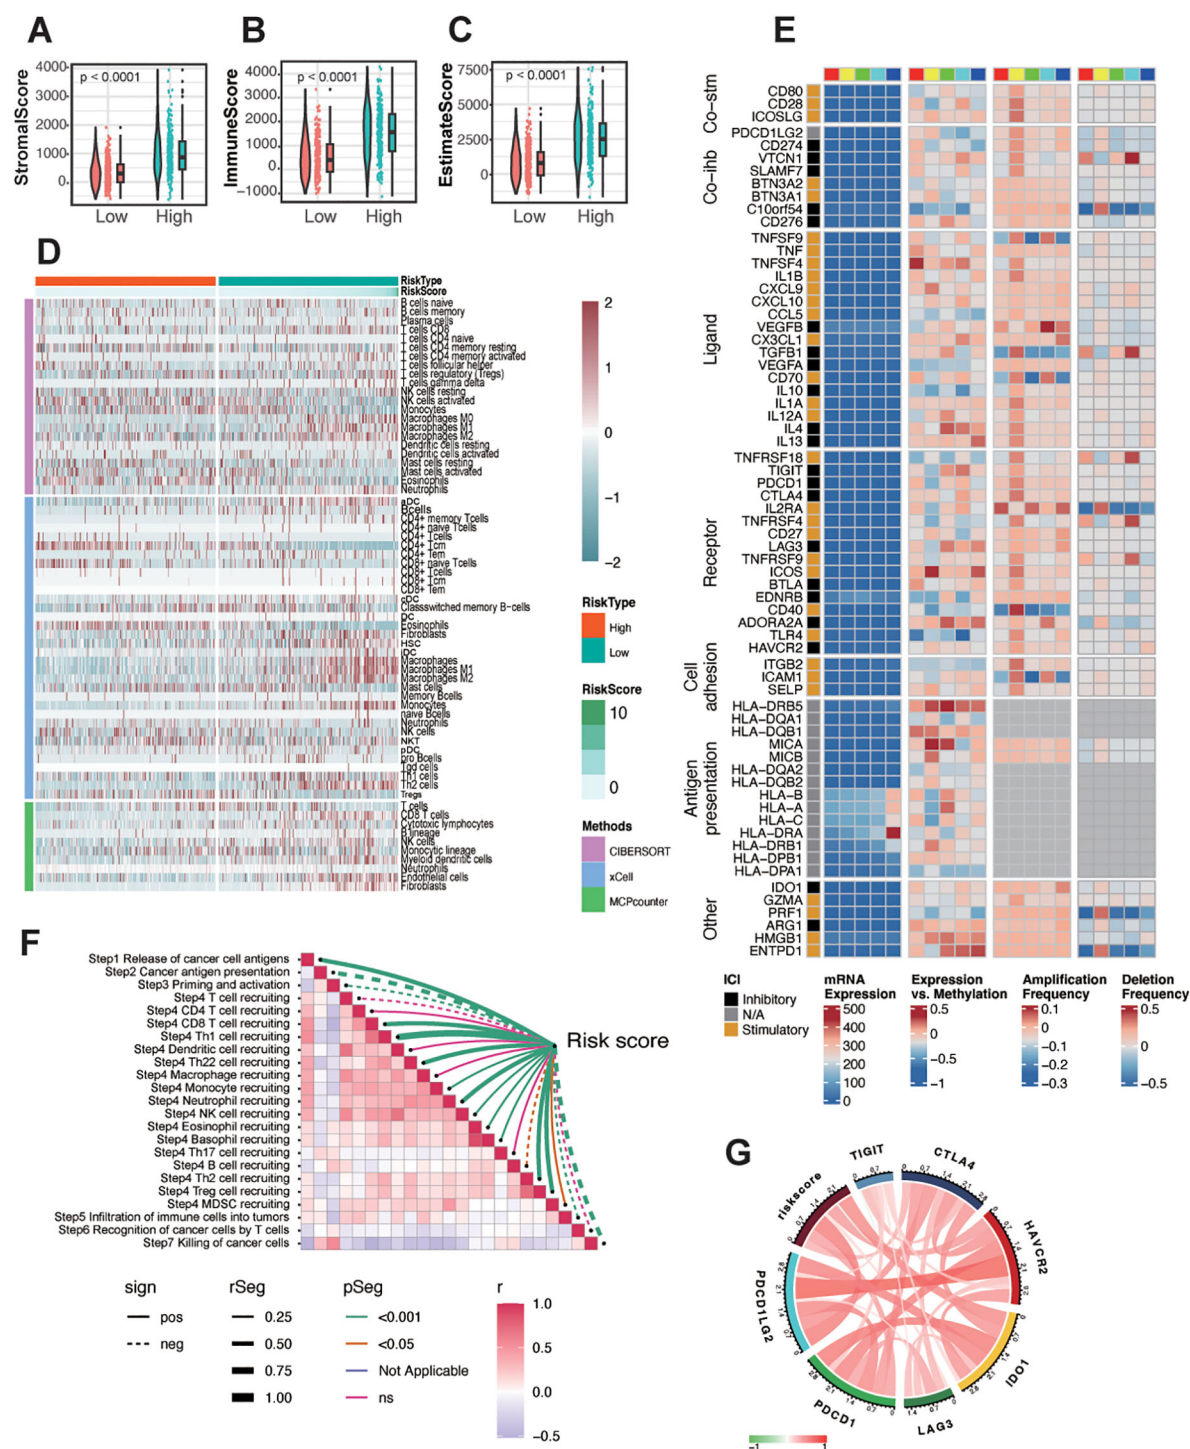 A
StromalScore
4000
3000
2000
1000
0
p < 0.0001
Low High
B
ImmuneScore
4000
3000
2000
1000
0
−1000
p < 0.0001
Low High
C
EstimateScore
7500
5000
2500
0
p < 0.0001
Low High
D
RiskType
RiskScore
B cells naive
B cells memory
Plasma cells
T cells CD8
T cells CD4 naive
T cells CD4 memory resting
T cells CD4 memory activated
T cells follicular helper
T cells regulatory (Tregs)
T cells gamma delta
NK cells resting
NK cells activated
Monocytes
Macrophages M0
Macrophages M1
Macrophages M2
Dendritic cells resting
Dendritic cells activated
Mast cells resting
Mast cells activated
Eosinophils
Neutrophils
aDC
Bcells
CD4+ memory Tcells
CD4+ naive Tcells
CD4+ Tcells
CD4+ Tcm
CD4+ Tem
CD8+ naive Tcells
CD8+ Tcells
CD8+ Tcm
CD8+ Tem
cDC
Classswitched memory B−cells
DC
Eosinophils
Fibroblasts
HSC
iDC
Macrophages
Macrophages M1
Macrophages M2
Mast cells
Memory Bcells
Monocytes
naive Bcells
Neutrophils
NK cells
NKT
pDC
pro Bcells
Tgd cells
Th1 cells
Th2 cells
Tregs
T cells
CD8 T cells
Cytotoxic lymphocytes
B lineage
NK cells
Monocytic lineage
Myeloid dendritic cells
Neutrophils
Endothelial cells
Fibroblasts
2
1
0
−1
−2
RiskType
High
Low
RiskScore
10
0
Methods
CIBERSORT
xCell
MCPcounter
E
Co−stm
CD80
CD28
ICOSLG
Co−ihb
PDCD1LG2
CD274
VTCN1
SLAMF7
BTN3A2
BTN3A1
C10orf54
CD276
Ligand
TNFSF9
TNF
TNFSF4
IL1B
CXCL9
CXCL10
CCL5
VEGFB
CX3CL1
TGFB1
VEGFA
CD70
IL10
IL1A
IL12A
IL4
IL13
Receptor
TNFRSF18
TIGIT
PDCD1
CTLA4
IL2RA
TNFRSF4
CD27
LAG3
TNFRSF9
ICOS
BTLA
EDNRB
CD40
ADORA2A
TLR4
HAVCR2
Cell
adhesion
ITGB2
ICAM1
SELP
Antigen
presentation
HLA−DRB5
HLA−DQA1
HLA−DQB1
MICA
MICB
HLA−DQA2
HLA−DQB2
HLA−B
HLA−A
HLA−C
HLA−DRA
HLA−DRB1
HLA−DPB1
HLA−DPA1
Other
IDO1
GZMA
PRF1
ARG1
HMGB1
ENTPD1
ICI
Inhibitory
N/A
Stimulatory
mRNA
Expression
500
400
300
200
100
0
Expression
vs. Methylation
0.5
0
−0.5
−1
Amplification
Frequency
0.1
0
−0.1
−0.2
−0.3
Deletion
Frequency
0.5
0
−0.5
F
Step1 Release of cancer cell antigens
Step2 Cancer antigen presentation
Step3 Priming and activation
Step4 T cell recruiting
Step4 CD4 T cell recruiting
Step4 CD8 T cell recruiting
Step4 Th1 cell recruiting
Step4 Dendritic cell recruiting
Step4 Th22 cell recruiting
Step4 Macrophage recruiting
Step4 Monocyte recruiting
Step4 Neutrophil recruiting
Step4 NK cell recruiting
Step4 Eosinophil recruiting
Step4 Basophil recruiting
Step4 Th17 cell recruiting
Step4 B cell recruiting
Step4 Th2 cell recruiting
Step4 Treg cell recruiting
Step4 MDSC recruiting
Step5 Infiltration of immune cells into tumors
Step6 Recognition of cancer cells by T cells
Step7 Killing of cancer cells
Risk score
sign
pos
neg
rSeg
0.25
0.50
0.75
1.00
pSeg
<0.001
<0.05
Not Applicable
ns
r
1.0
0.5
0.0
−0.5
G
TIGIT
CTLA4
HAVCR2
IDO1
LAG3
PDCD1
PDCD1LG2
riskscore
−1 1